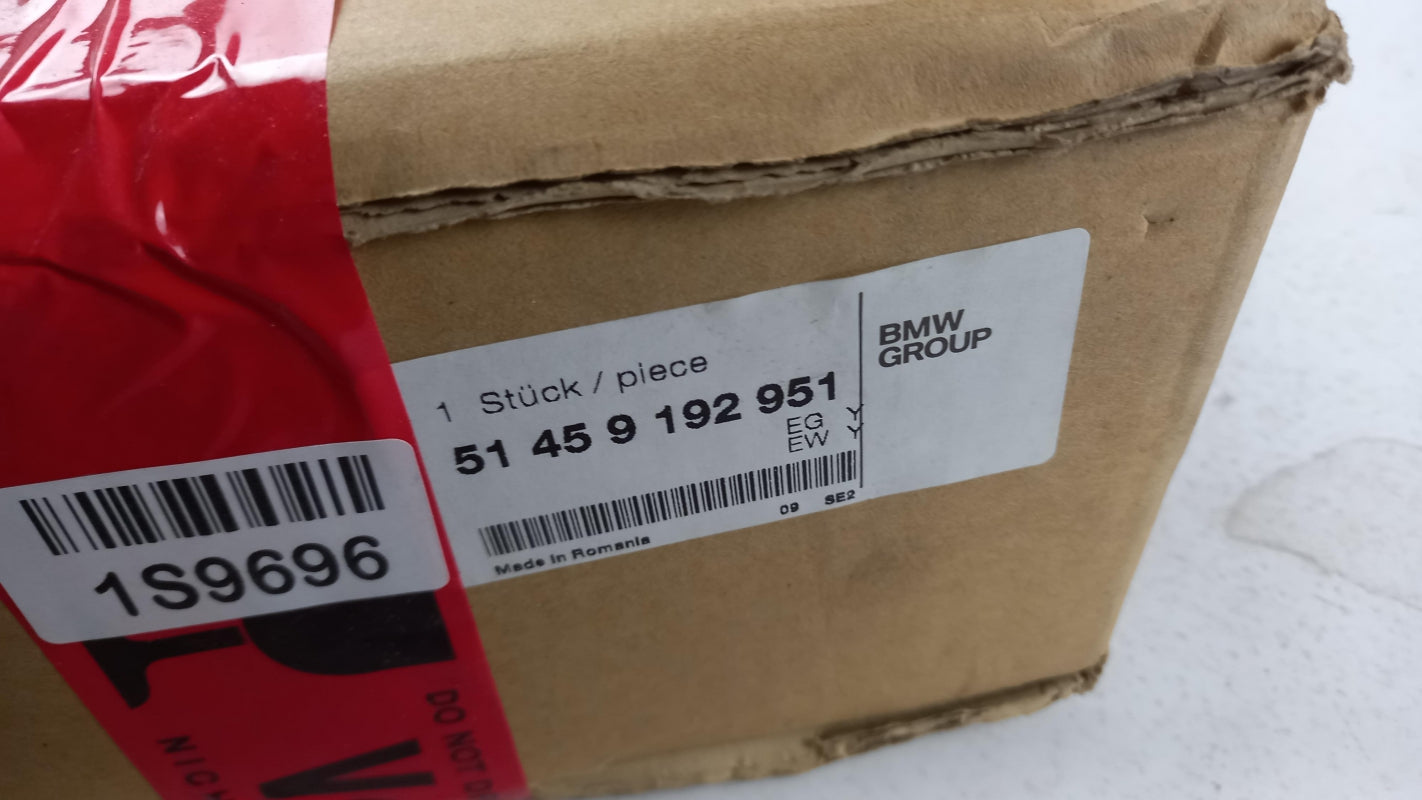 1 Stück / piece
51 45 9 192 951
EG Y
EW Y
09 SE2
Made in Romania
BMW
GROUP
1S9696
DO NOT